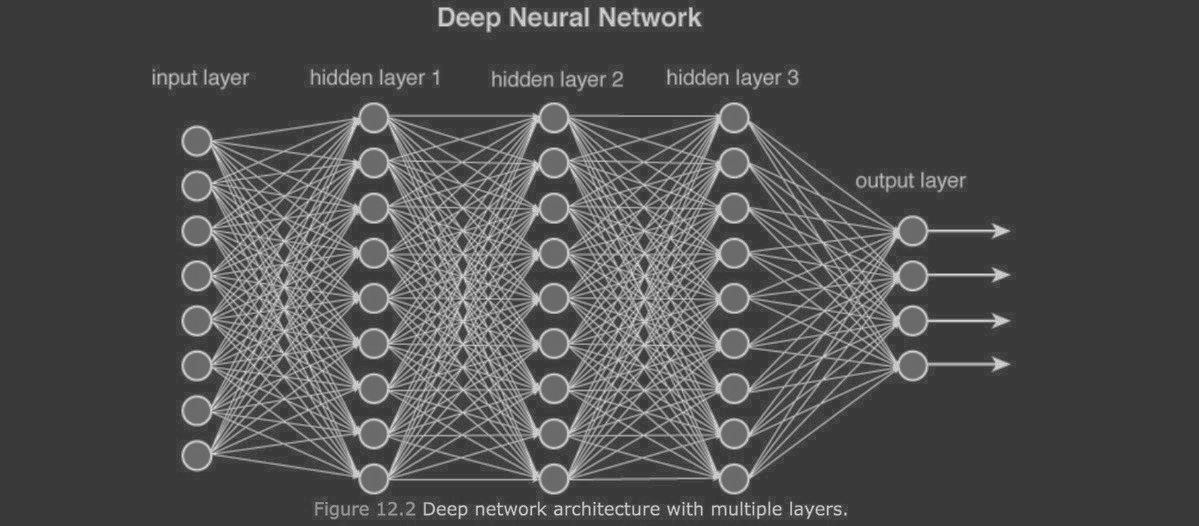 Deep Neural Network
input layer
hidden layer 1
hidden layer 2
hidden layer 3
output layer
Figure 12.2 Deep network architecture with multiple layers.